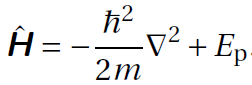 Ĥ = −ℏ²/2m ∇² + Eₚ.